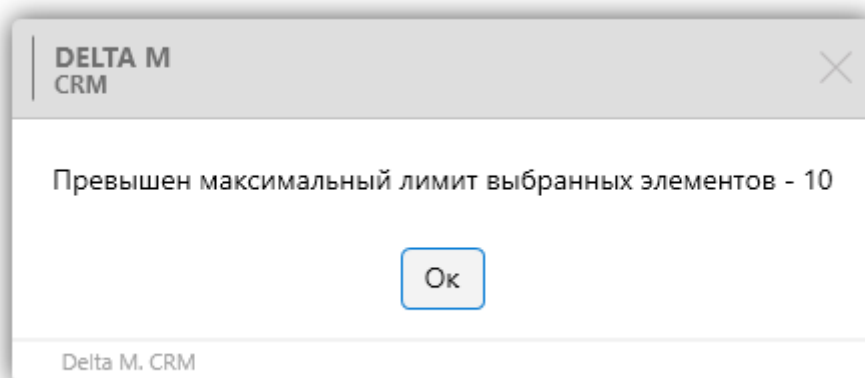 DELTA M
CRM
Превышен максимальный лимит выбранных элементов - 10
Ок
Delta M. CRM